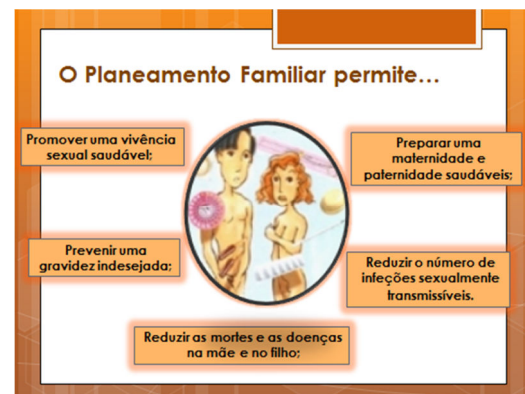 O Planeamento Familiar permite...
Promover uma vivência
sexual saudável;
Preparar uma
maternidade e
paternidade saudáveis;
Prevenir uma
gravidez indesejada;
Reduzir o número de
infeções sexualmente
transmissíveis.
Reduzir as mortes e as doenças
na mãe e no filho;